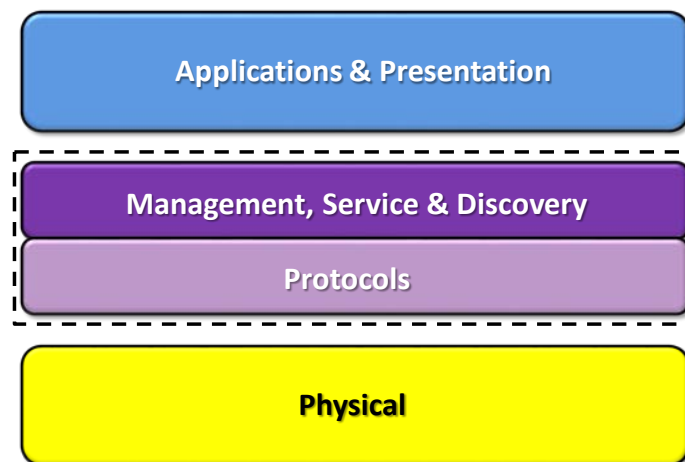 Applications & Presentation
Management, Service & Discovery
Protocols
Physical